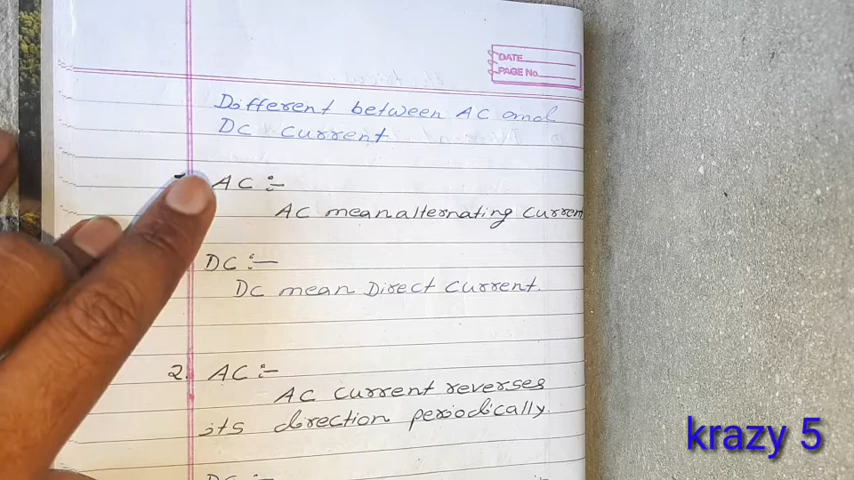 DATE
PAGE No.
Different between AC and
DC current
AC :-
AC mean alternating current
DC :-
DC mean Direct current.
2. AC :-
AC current reverses
its direction periodically.
DC :-
krazy 5